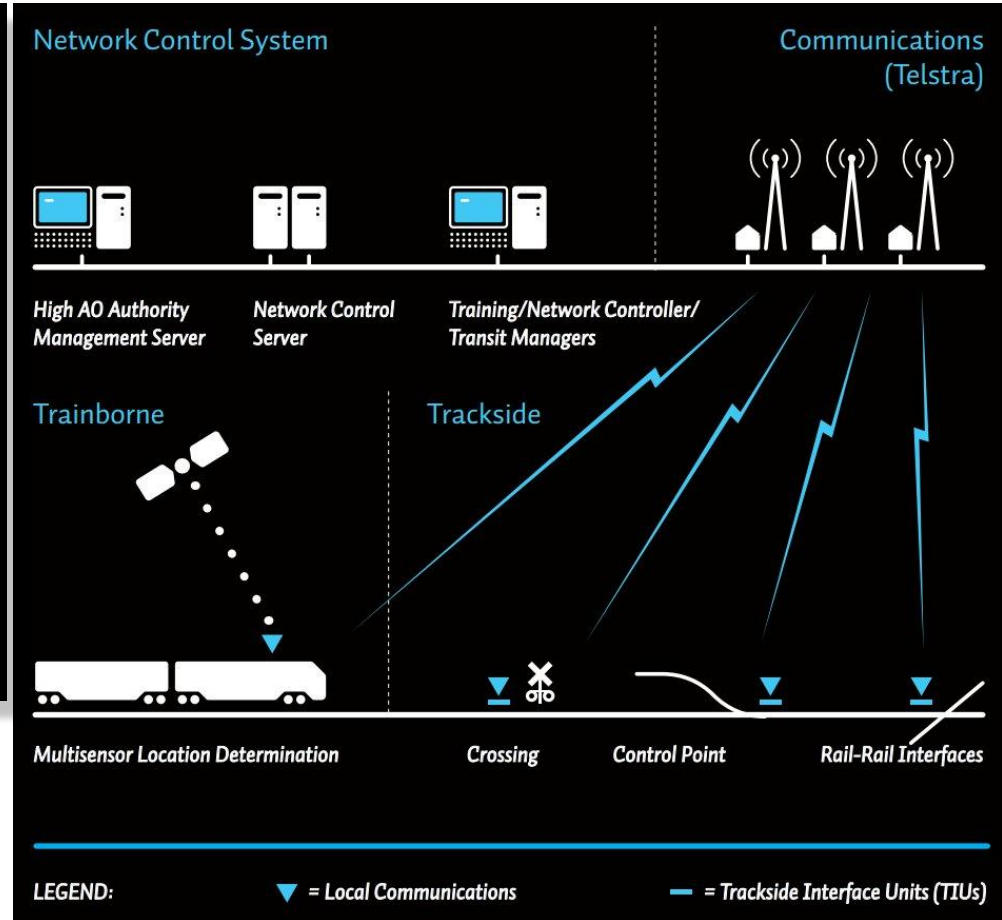 Network Control System
Communications
(Telstra)
High AO Authority
Management Server
Network Control
Server
Training/Network Controller/
Transit Managers
Trainborne
Trackside
Multisensor Location Determination
Crossing
Control Point
Rail-Rail Interfaces
LEGEND:
= Local Communications
= Trackside Interface Units (TIUs)